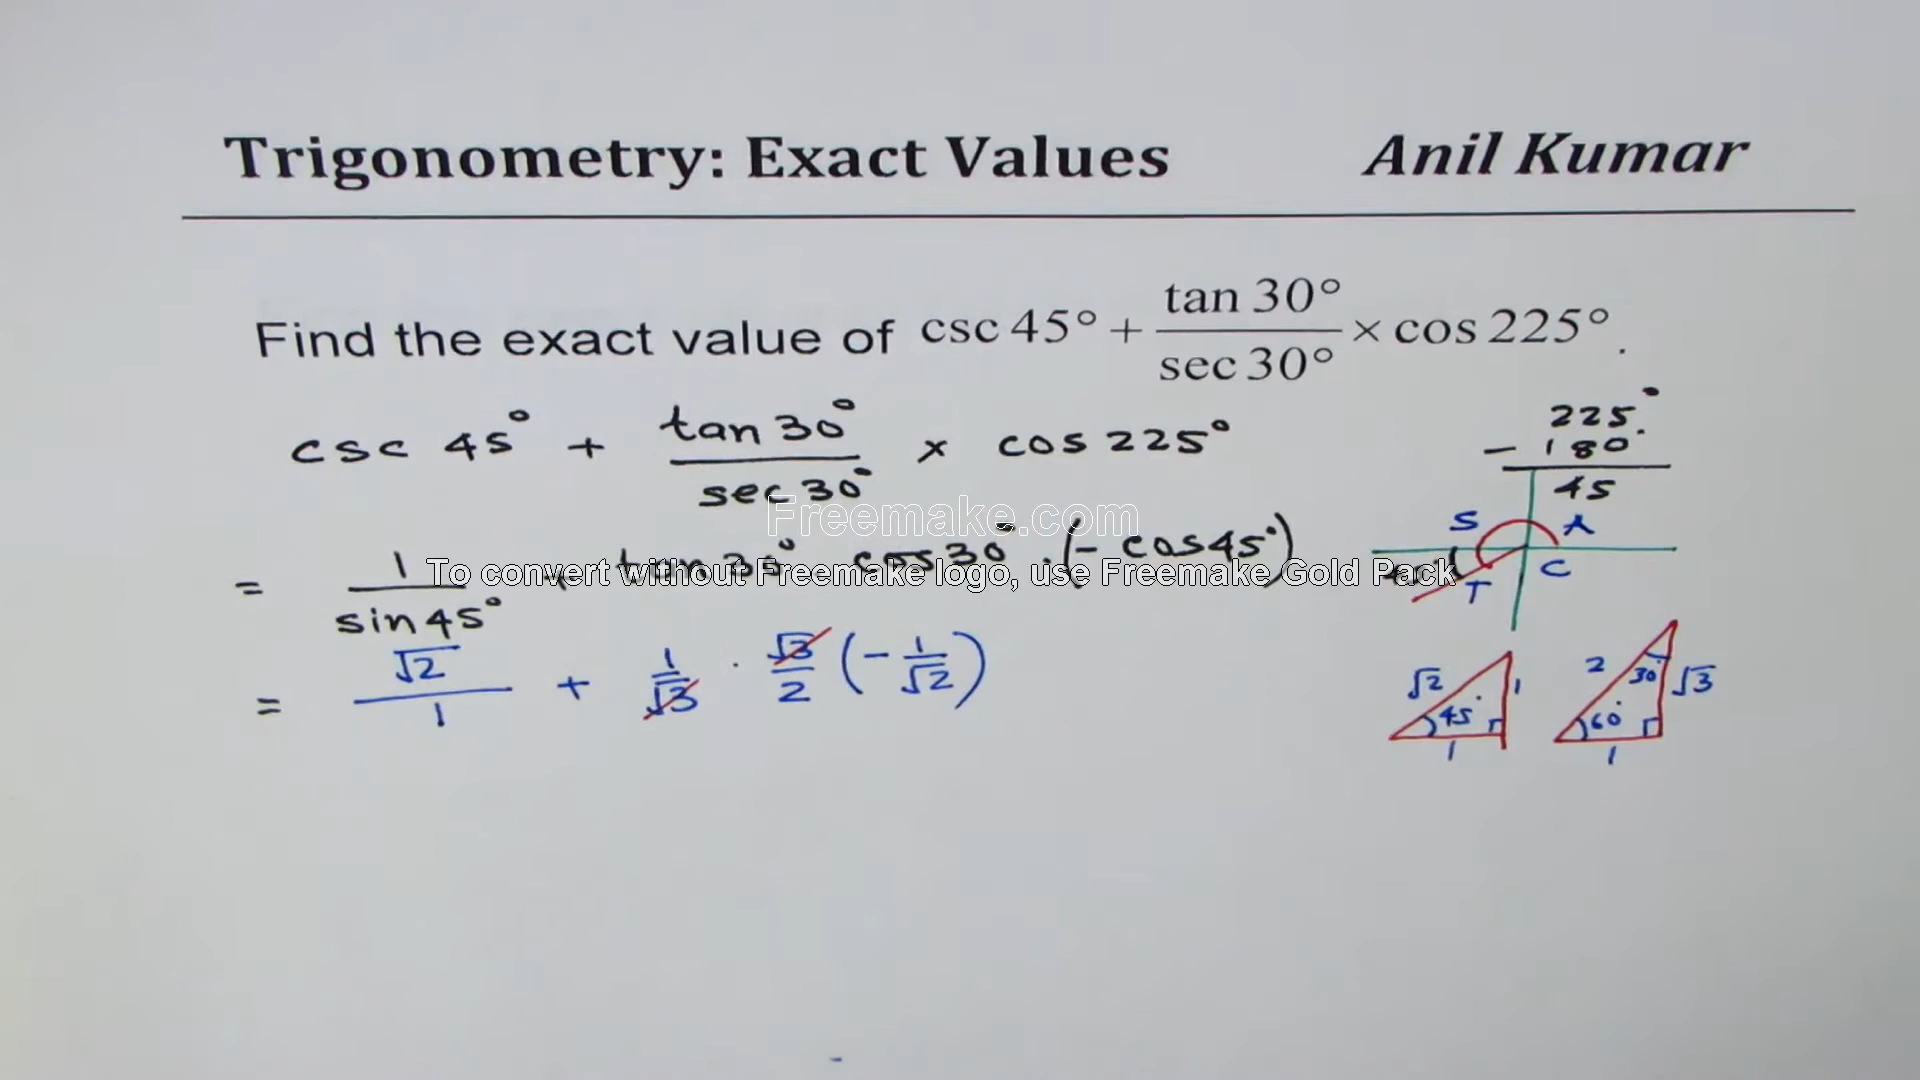 Trigonometry: Exact Values Anil Kumar
Find the exact value of csc 45° + tan 30° / sec 30° × cos 225° .
csc 45° + tan 30° / sec 30° × cos 225°
225°
- 180°
45
Freemake.com
S A
T C
= 1 / sin 45° + tan 30° cos 30° · (- cos 45°)
To convert without Freemake logo, use Freemake Gold Pack
= √2 / 1 + 1 / √3 · √3 / 2 (- 1 / √2)
√2 45° 1 1
2 30° √3 60° 1